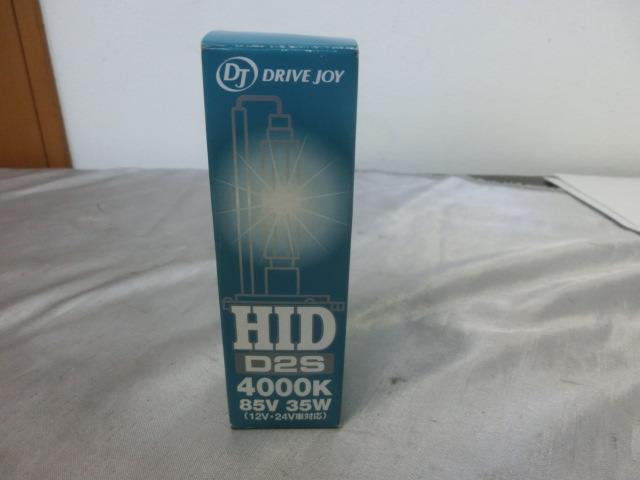 DJ DRIVE JOY
HID
D2S
4000K
85V 35W
(12V・24V車対応)